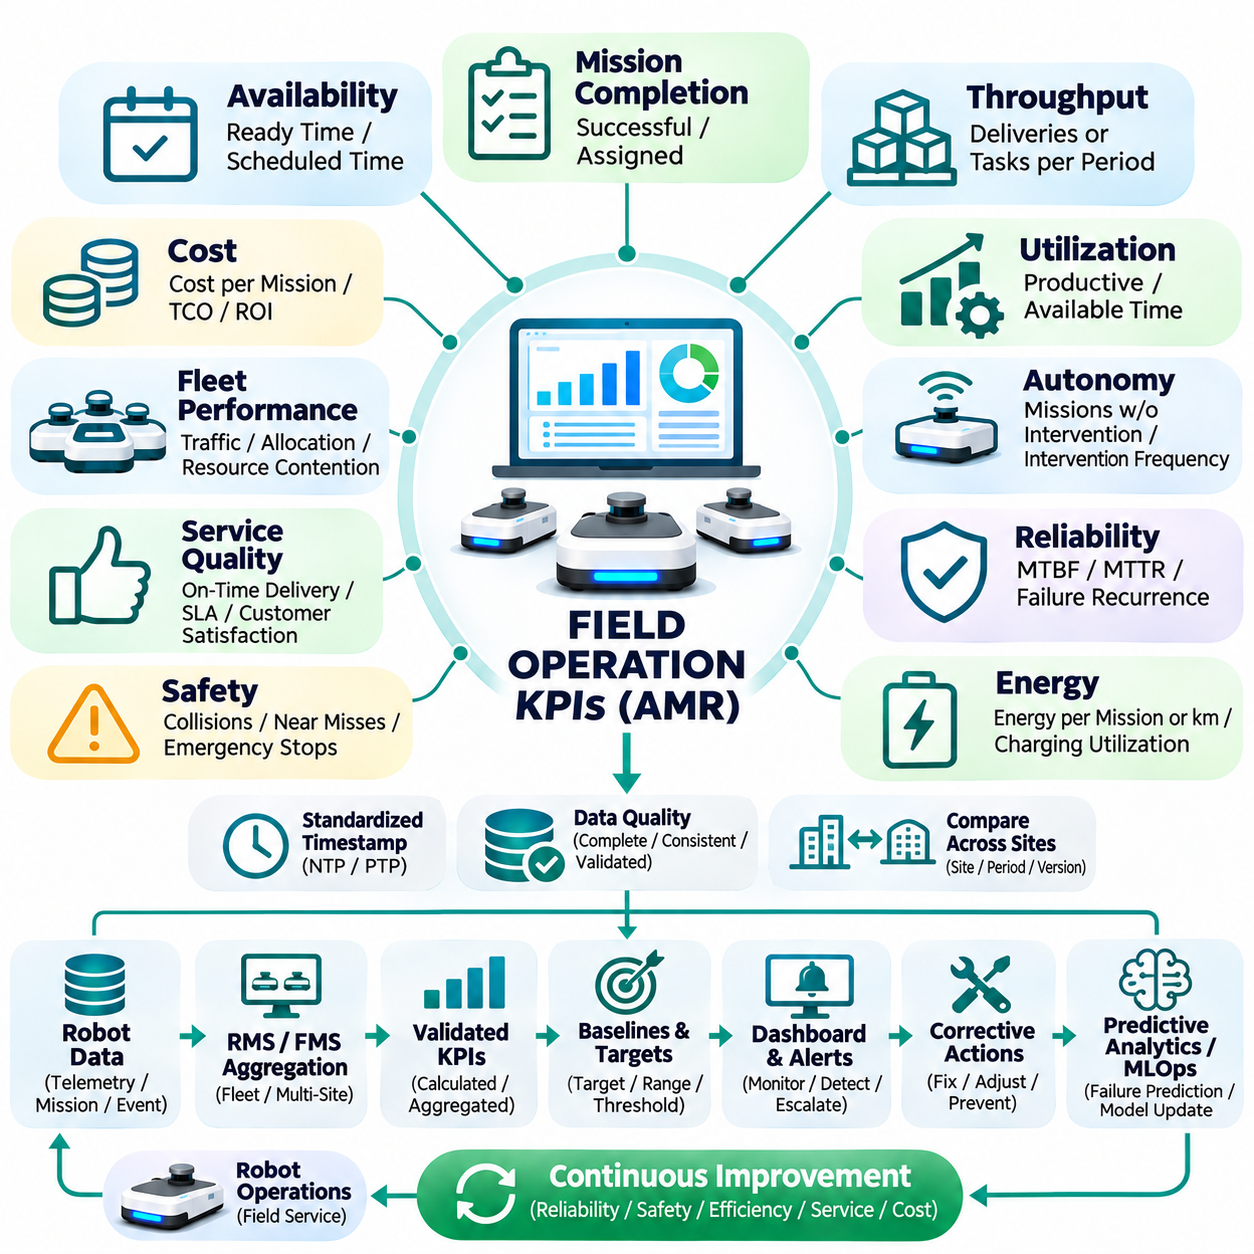 Availability
Ready Time /
Scheduled Time
Mission
Completion
Successful /
Assigned
Throughput
Deliveries or
Tasks per Period
Cost
Cost per Mission /
TCO / ROI
Utilization
Productive /
Available Time
Fleet
Performance
Traffic / Allocation /
Resource Contention
Autonomy
Missions w/o
Intervention /
Intervention Frequency
Service
Quality
On-Time Delivery /
SLA / Customer
Satisfaction
Reliability
MTBF / MTTR /
Failure Recurrence
Safety
Collisions / Near Misses /
Emergency Stops
Energy
Energy per Mission or km /
Charging Utilization
FIELD
OPERATION
KPIs (AMR)
Standardized
Timestamp
(NTP / PTP)
Data Quality
(Complete / Consistent /
Validated)
Compare
Across Sites
(Site / Period / Version)
Robot
Data
(Telemetry /
Mission / Event)
RMS / FMS
Aggregation
(Fleet / Multi-Site)
Validated
KPIs
(Calculated /
Aggregated)
Baselines &
Targets
(Target / Range /
Threshold)
Dashboard
& Alerts
(Monitor / Detect /
Escalate)
Corrective
Actions
(Fix / Adjust /
Prevent)
Predictive
Analytics /
MLOps
(Failure Prediction /
Model Update
Robot
Operations
(Field Service)
Continuous Improvement
(Reliability / Safety / Efficiency / Service / Cost)